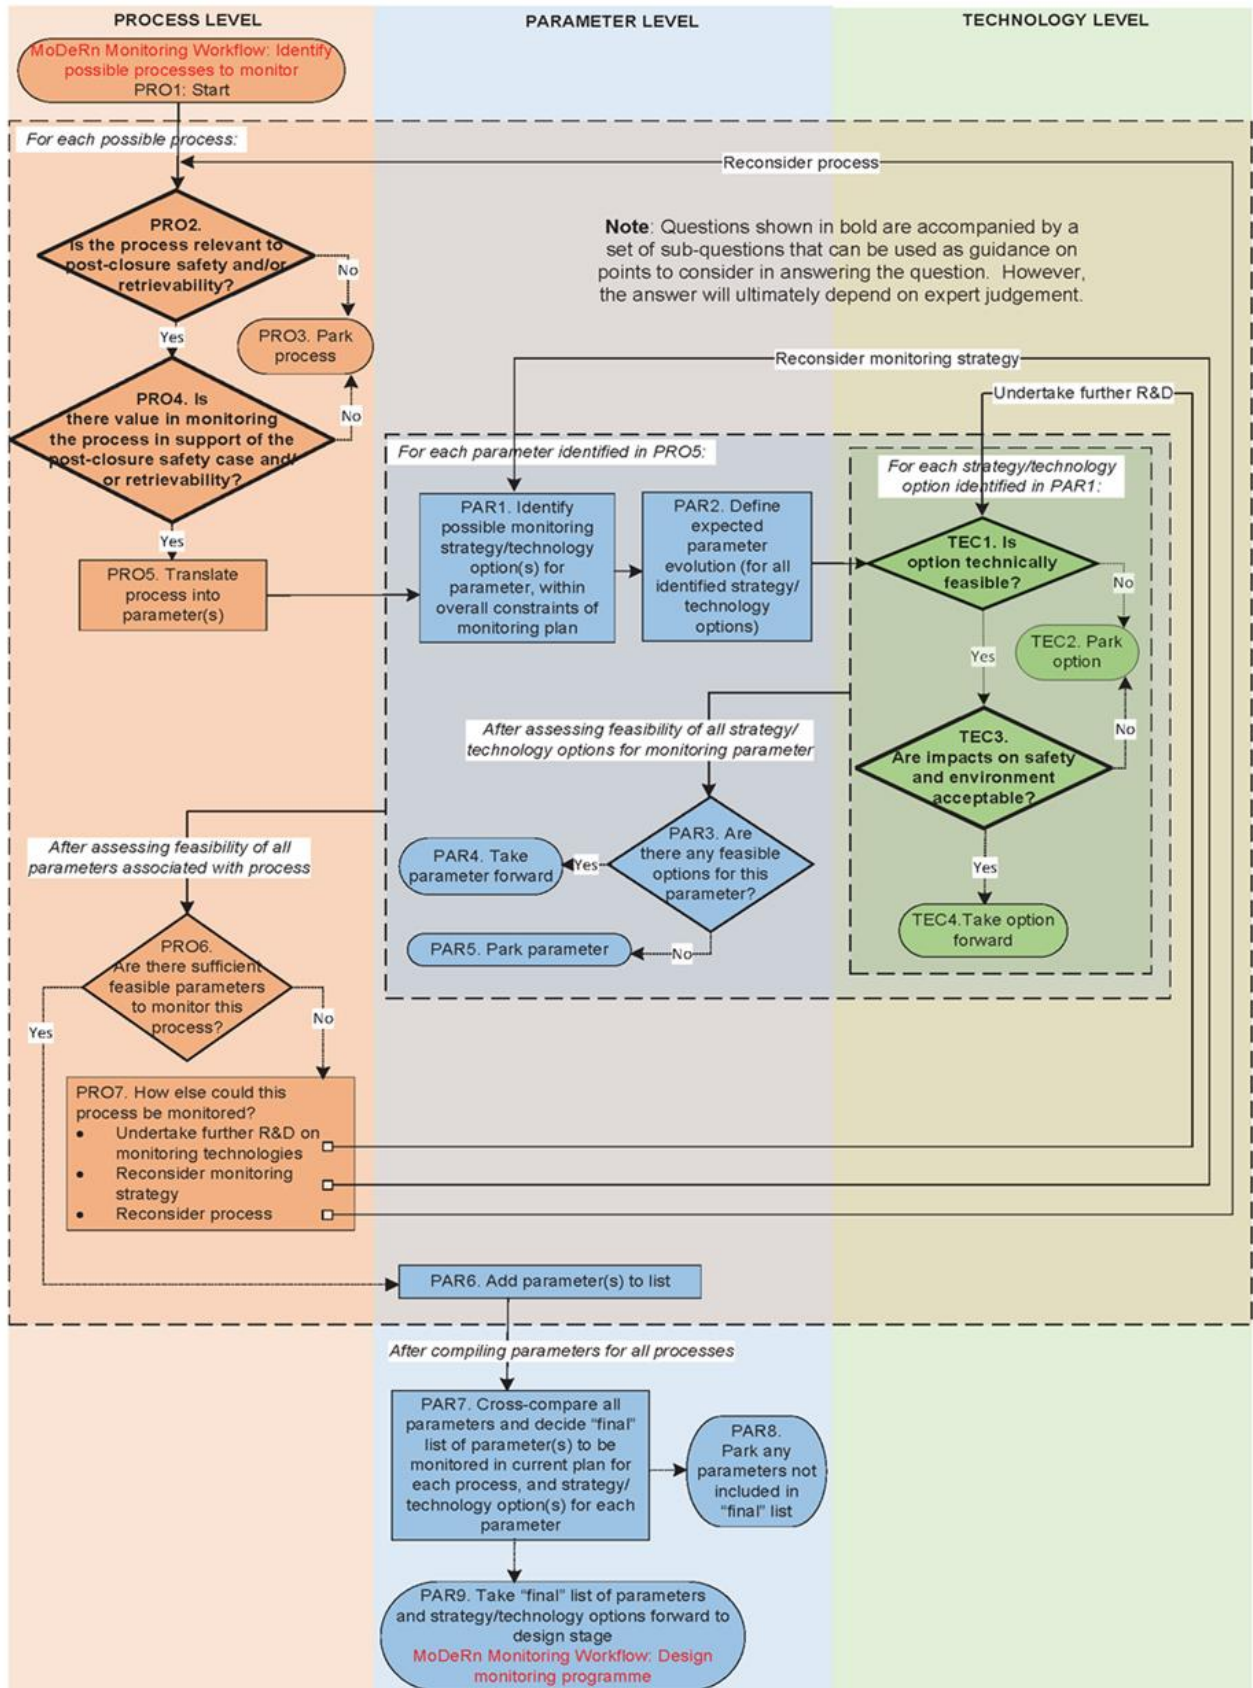 PROCESS LEVEL
PARAMETER LEVEL
TECHNOLOGY LEVEL
MoDeRn Monitoring Workflow: Identify
possible processes to monitor
PRO1: Start
For each possible process:
Reconsider process
PRO2.
Is the process relevant to
post-closure safety and/or
retrievability?
No
Note: Questions shown in bold are accompanied by a
set of sub-questions that can be used as guidance on
points to consider in answering the question. However,
the answer will ultimately depend on expert judgement.
Yes
PRO3. Park
process
PRO4. Is
there value in monitoring
the process in support of the
post-closure safety case and/
or retrievability?
No
Yes
PRO5. Translate
process into
parameter(s)
Reconsider monitoring strategy
Undertake further R&D
For each parameter identified in PRO5:
For each strategy/technology
option identified in PAR1:
PAR1. Identify
possible monitoring
strategy/technology
option(s) for
parameter, within
overall constraints of
monitoring plan
PAR2. Define
expected
parameter
evolution (for all
identified strategy/
technology
options)
TEC1. Is
option technically
feasible?
No
Yes
TEC2. Park
option
No
TEC3.
Are impacts on safety
and environment
acceptable?
Yes
TEC4.Take option
forward
After assessing feasibility of all strategy/
technology options for monitoring parameter
PAR3. Are
there any feasible
options for this
parameter?
Yes
PAR4. Take
parameter forward
No
PAR5. Park parameter
After assessing feasibility of all
parameters associated with process
PRO6.
Are there sufficient
feasible parameters
to monitor this
process?
Yes
No
PRO7. How else could this
process be monitored?
• Undertake further R&D on
monitoring technologies
• Reconsider monitoring
strategy
• Reconsider process
PAR6. Add parameter(s) to list
After compiling parameters for all processes
PAR7. Cross-compare all
parameters and decide “final”
list of parameter(s) to be
monitored in current plan for
each process, and strategy/
technology option(s) for each
parameter
PAR8.
Park any
parameters not
included in
“final” list
PAR9. Take “final” list of parameters
and strategy/technology options forward to
design stage
MoDeRn Monitoring Workflow: Design
monitoring programme